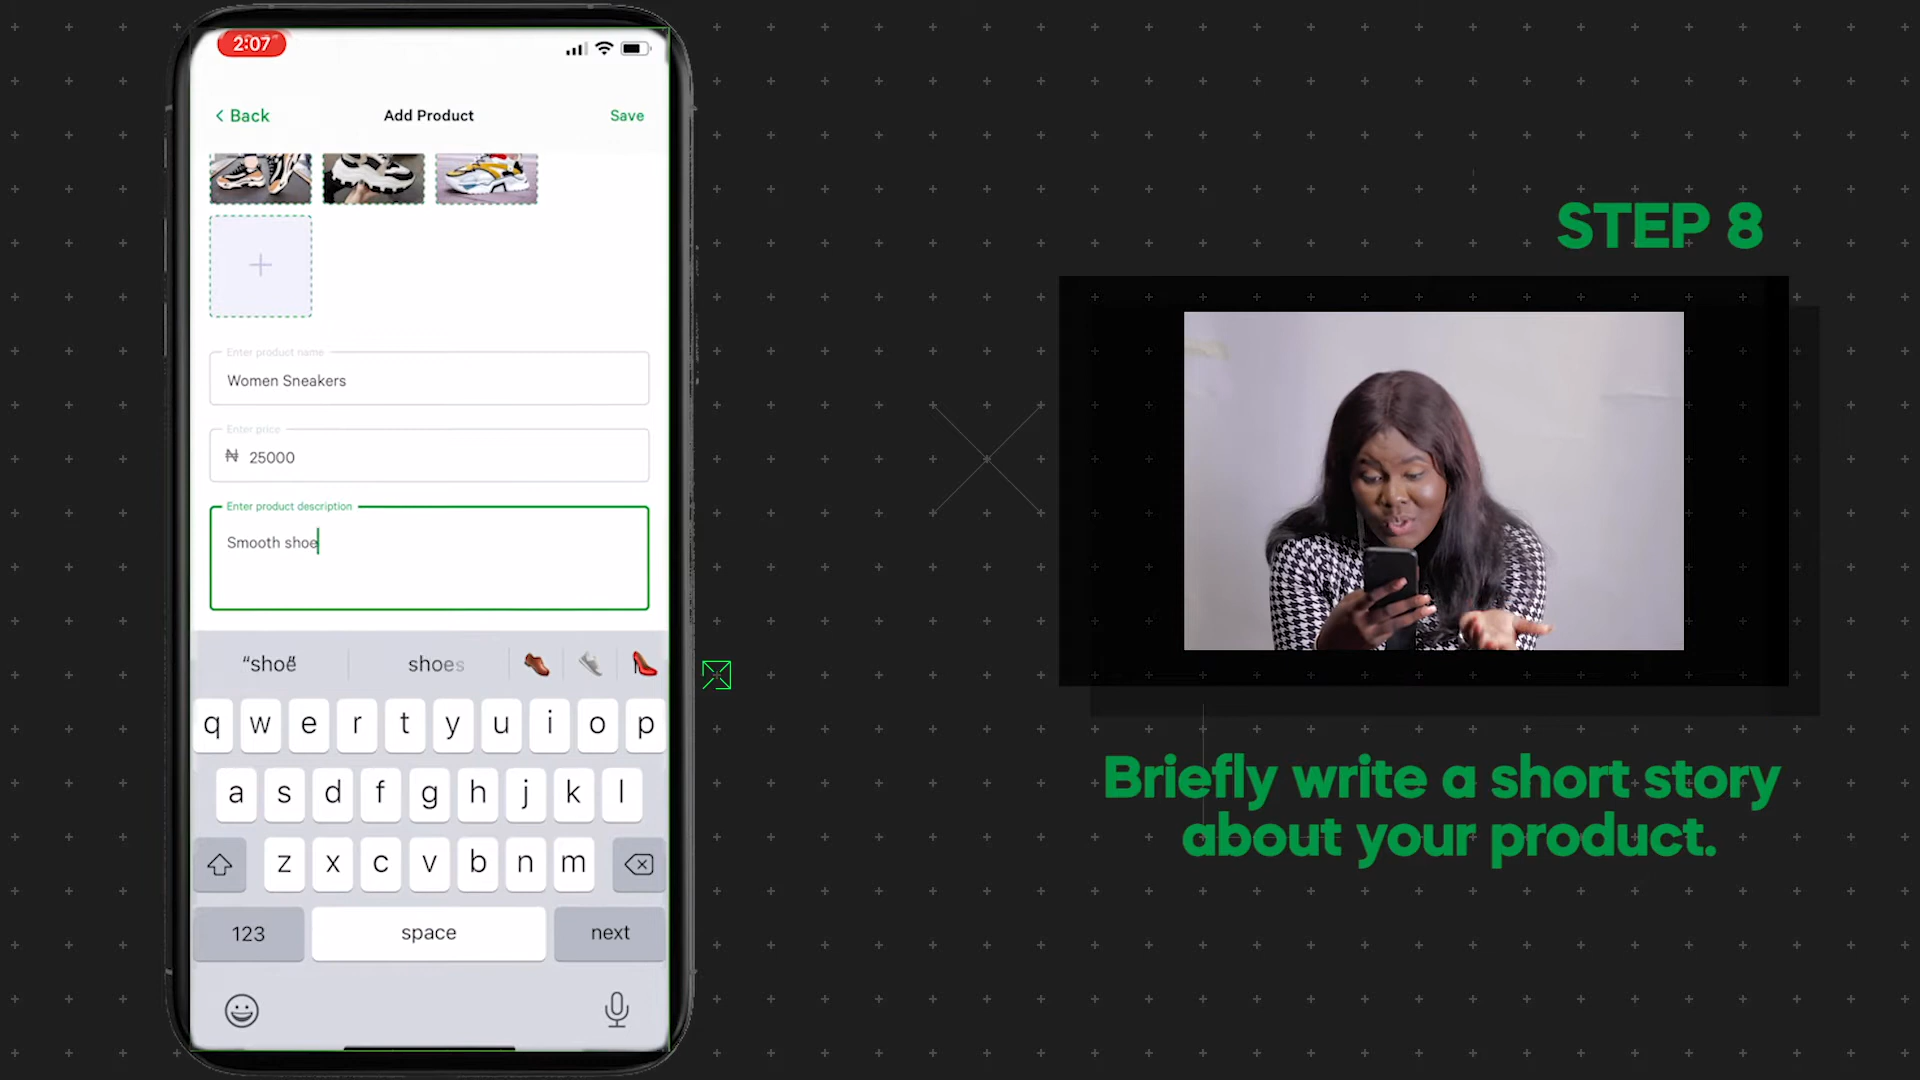 2:07
Back
Add Product
Save
Enter product name
Women Sneakers
Enter price
₦ 25000
Enter product description
Smooth shoe
shoes
q w e r t y u i o p
a s d f g h j k l
z x c v b n m
123
space
next
STEP 8
Briefly write a short story
about your product.